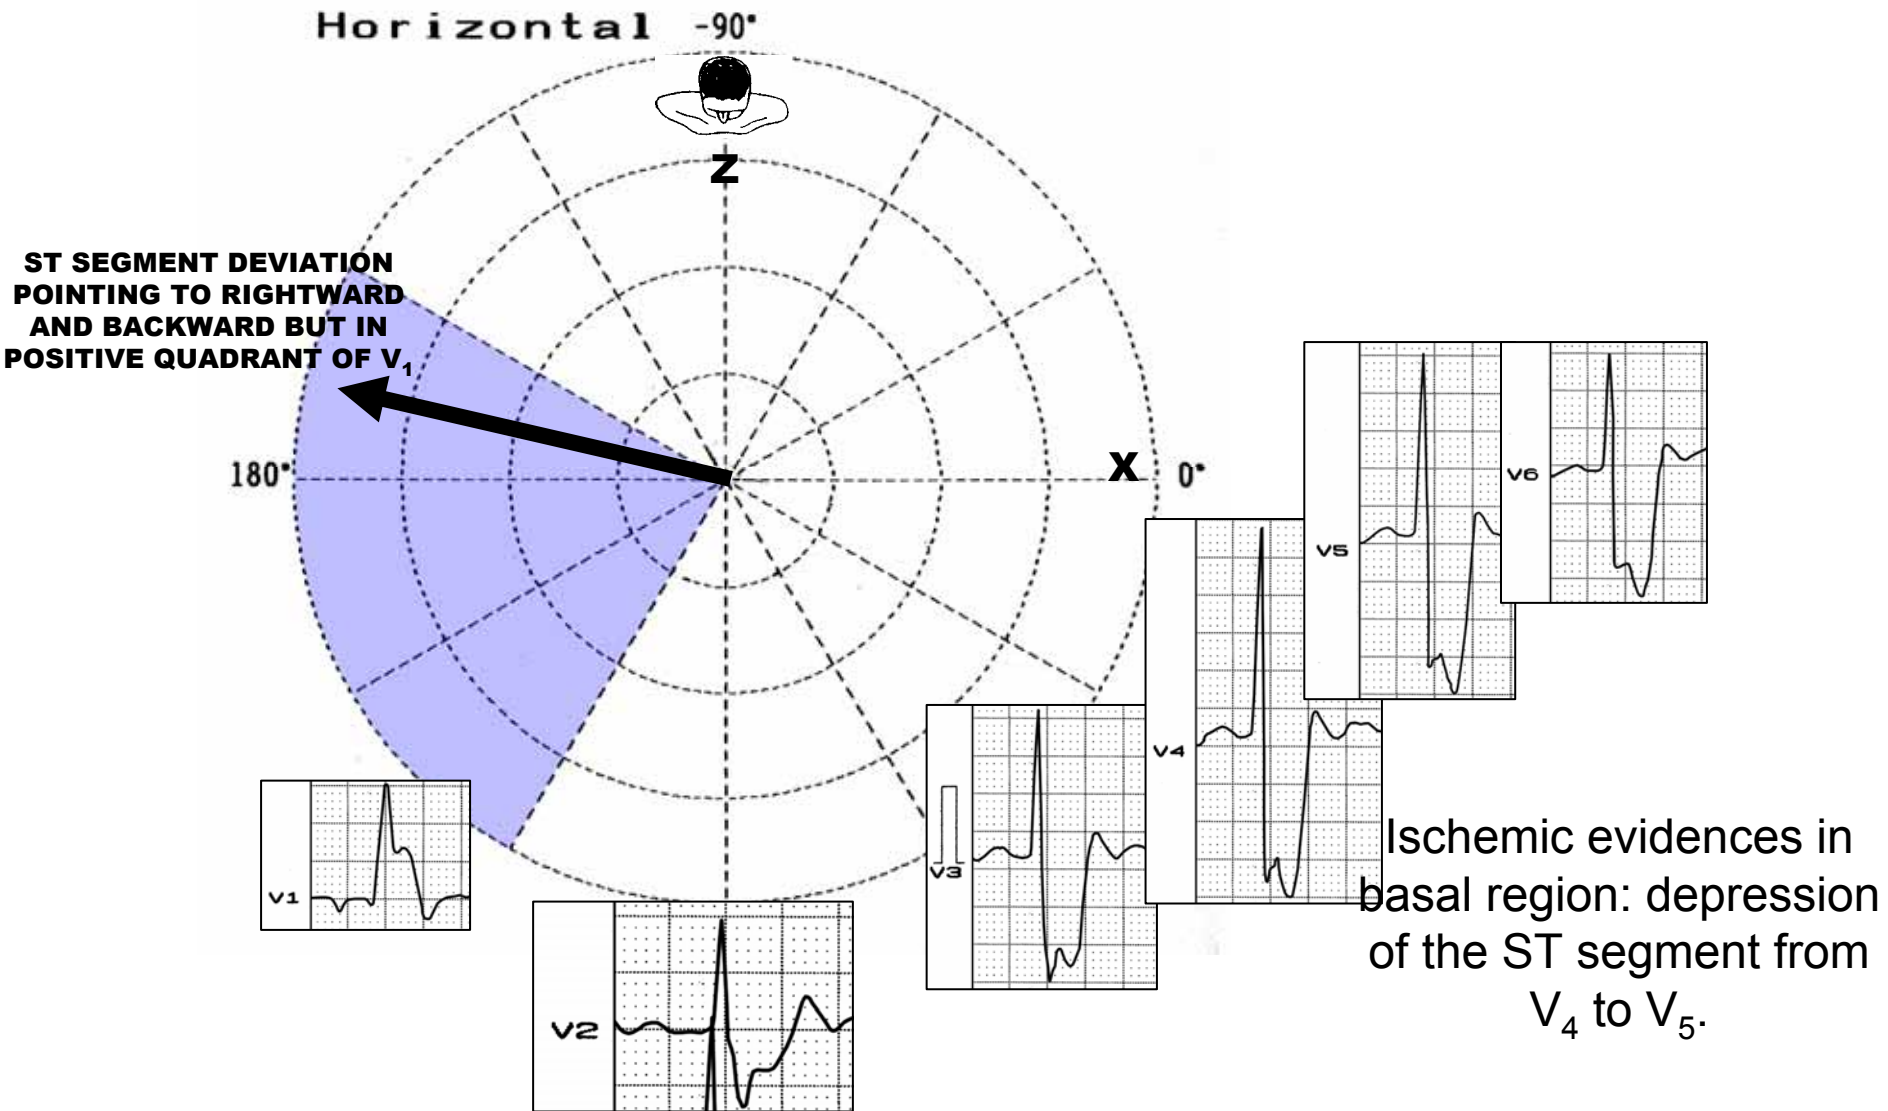 Horizontal -90°
Z
ST SEGMENT DEVIATION
POINTING TO RIGHTWARD
AND BACKWARD BUT IN
POSITIVE QUADRANT OF V1
180°
X
0°
V6
V5
V4
V3
V1
V2
Ischemic evidences in
basal region: depression
of the ST segment from
V4 to V5.